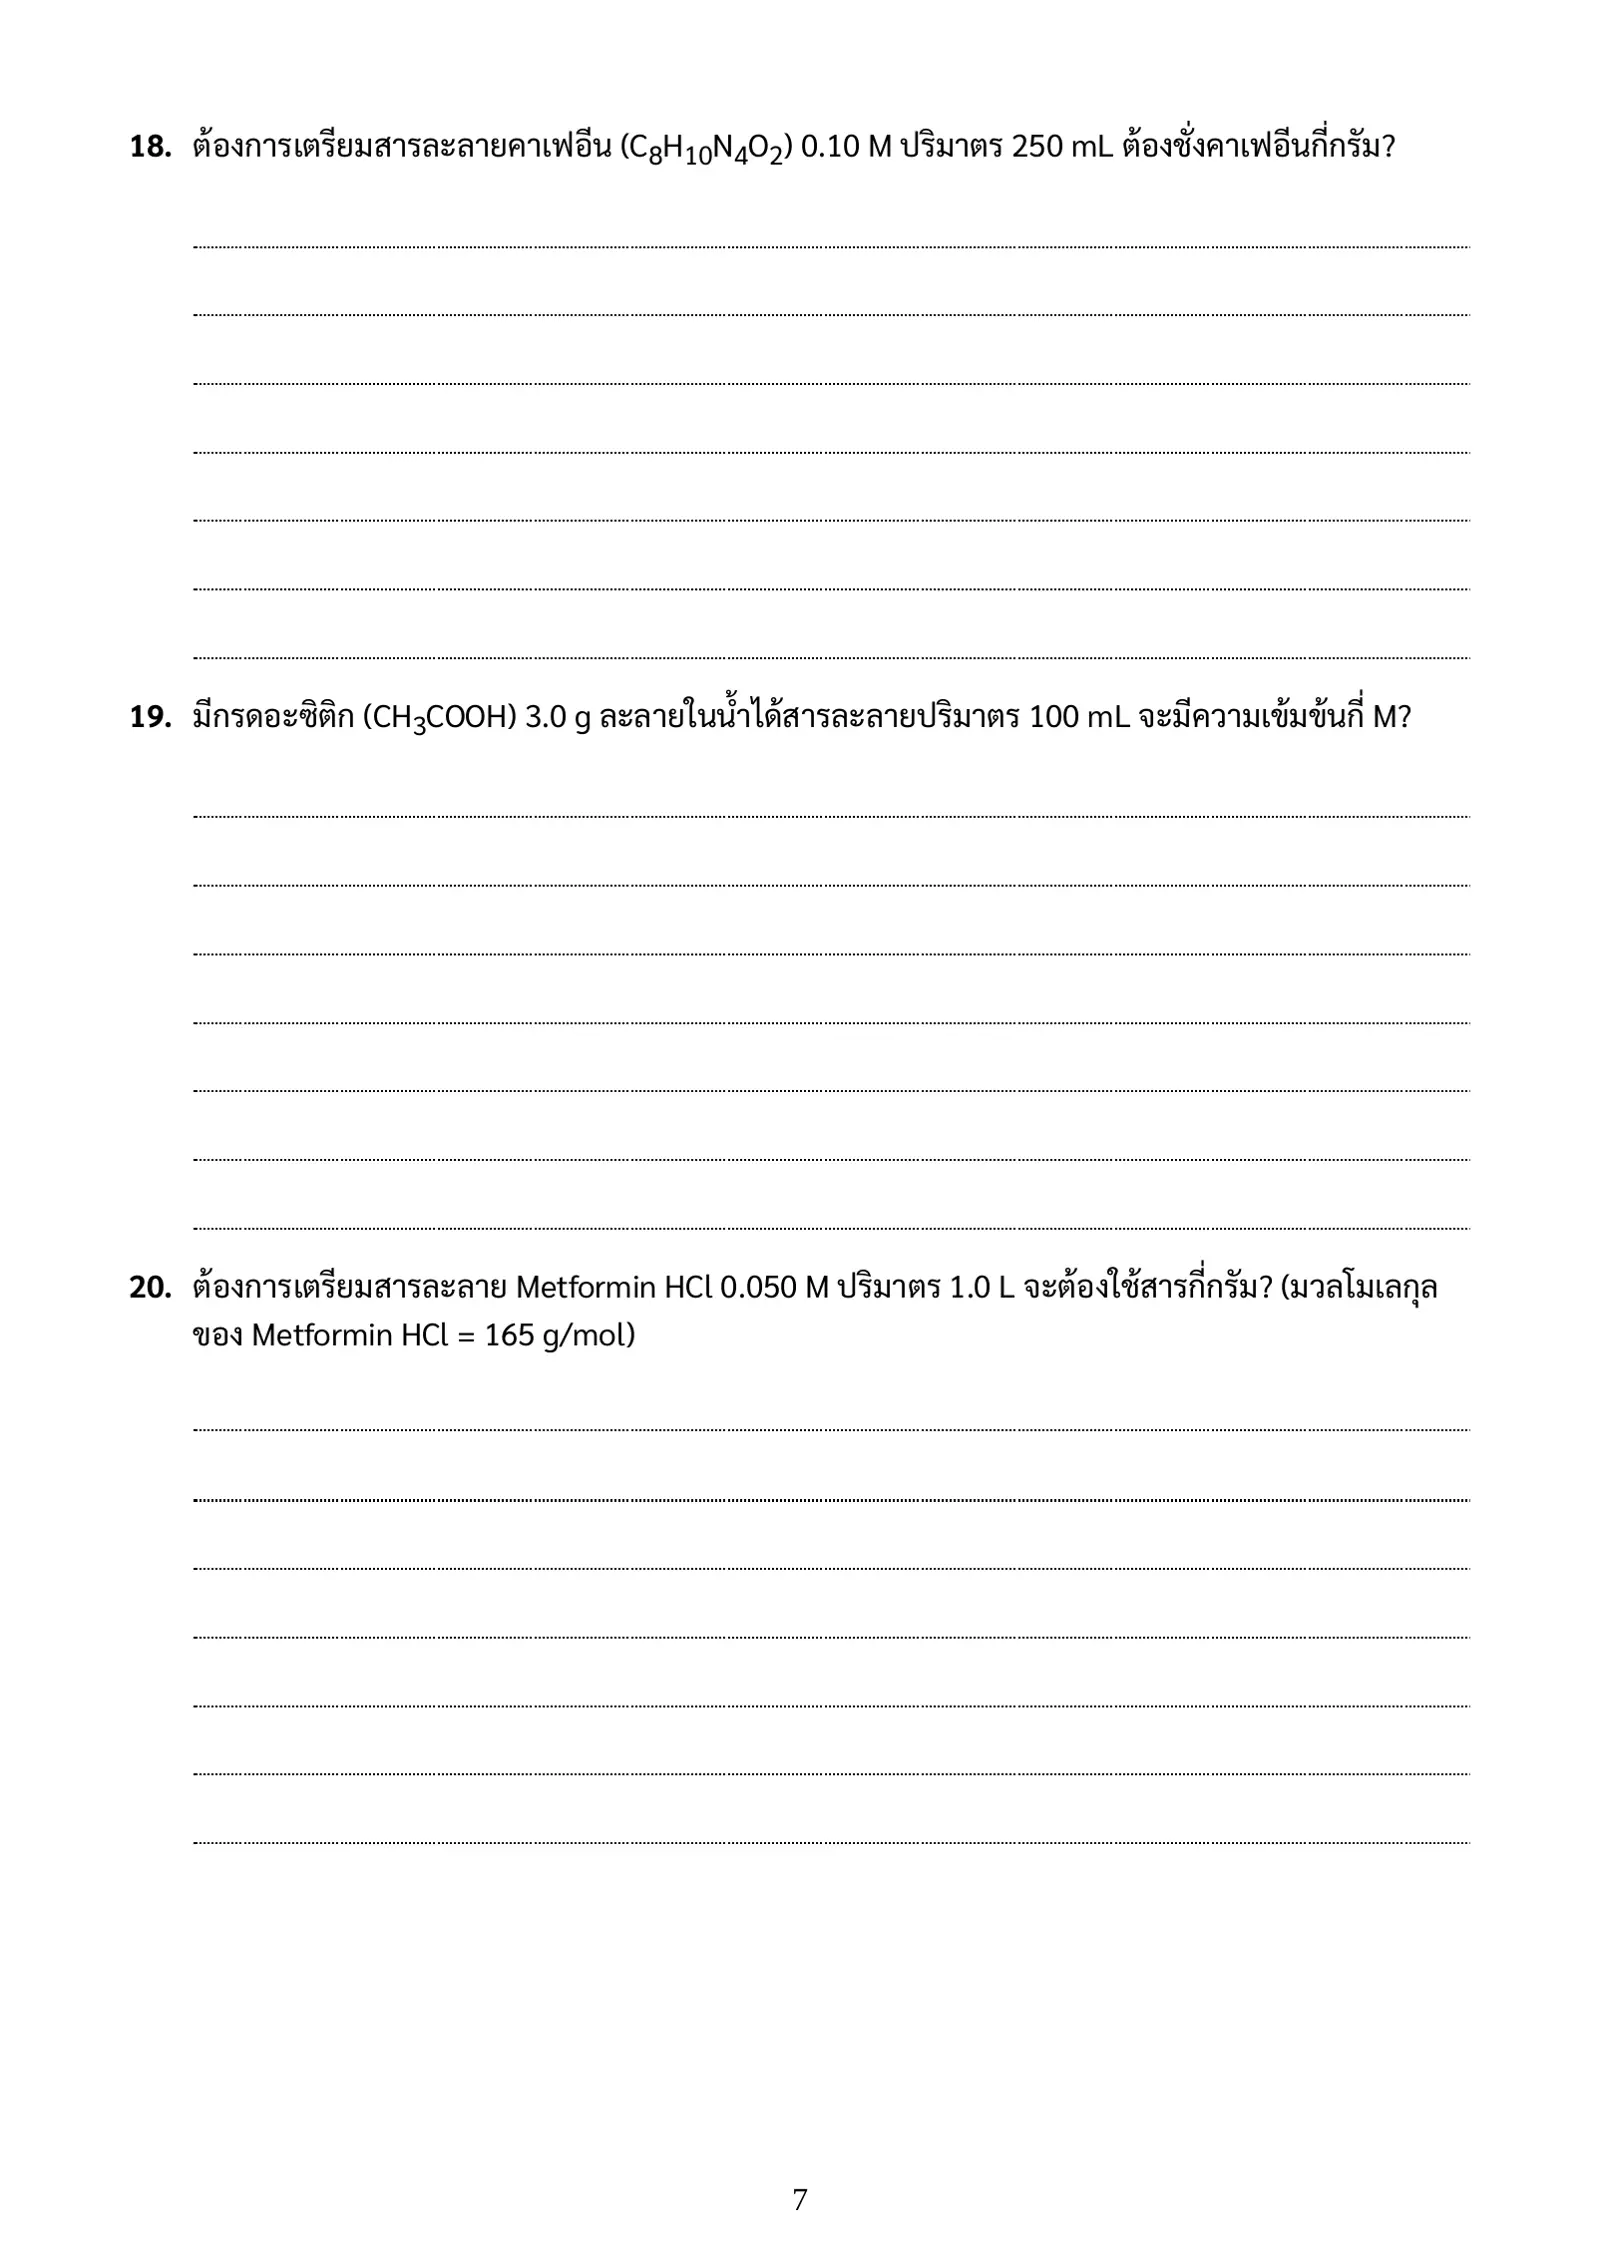 18. ต้องการเตรียมสารละลายคาเฟอีน (C8H10N4O2) 0.10 M ปริมาตร 250 mL ต้องชั่งคาเฟอีนกี่กรัม?
19. มีกรดอะซิติก (CH3COOH) 3.0 g ละลายในน้ำได้สารละลายปริมาตร 100 mL จะมีความเข้มข้นกี่ M?
20. ต้องการเตรียมสารละลาย Metformin HCl 0.050 M ปริมาตร 1.0 L จะต้องใช้สารกี่กรัม? (มวลโมเลกุล
ของ Metformin HCl = 165 g/mol)
7